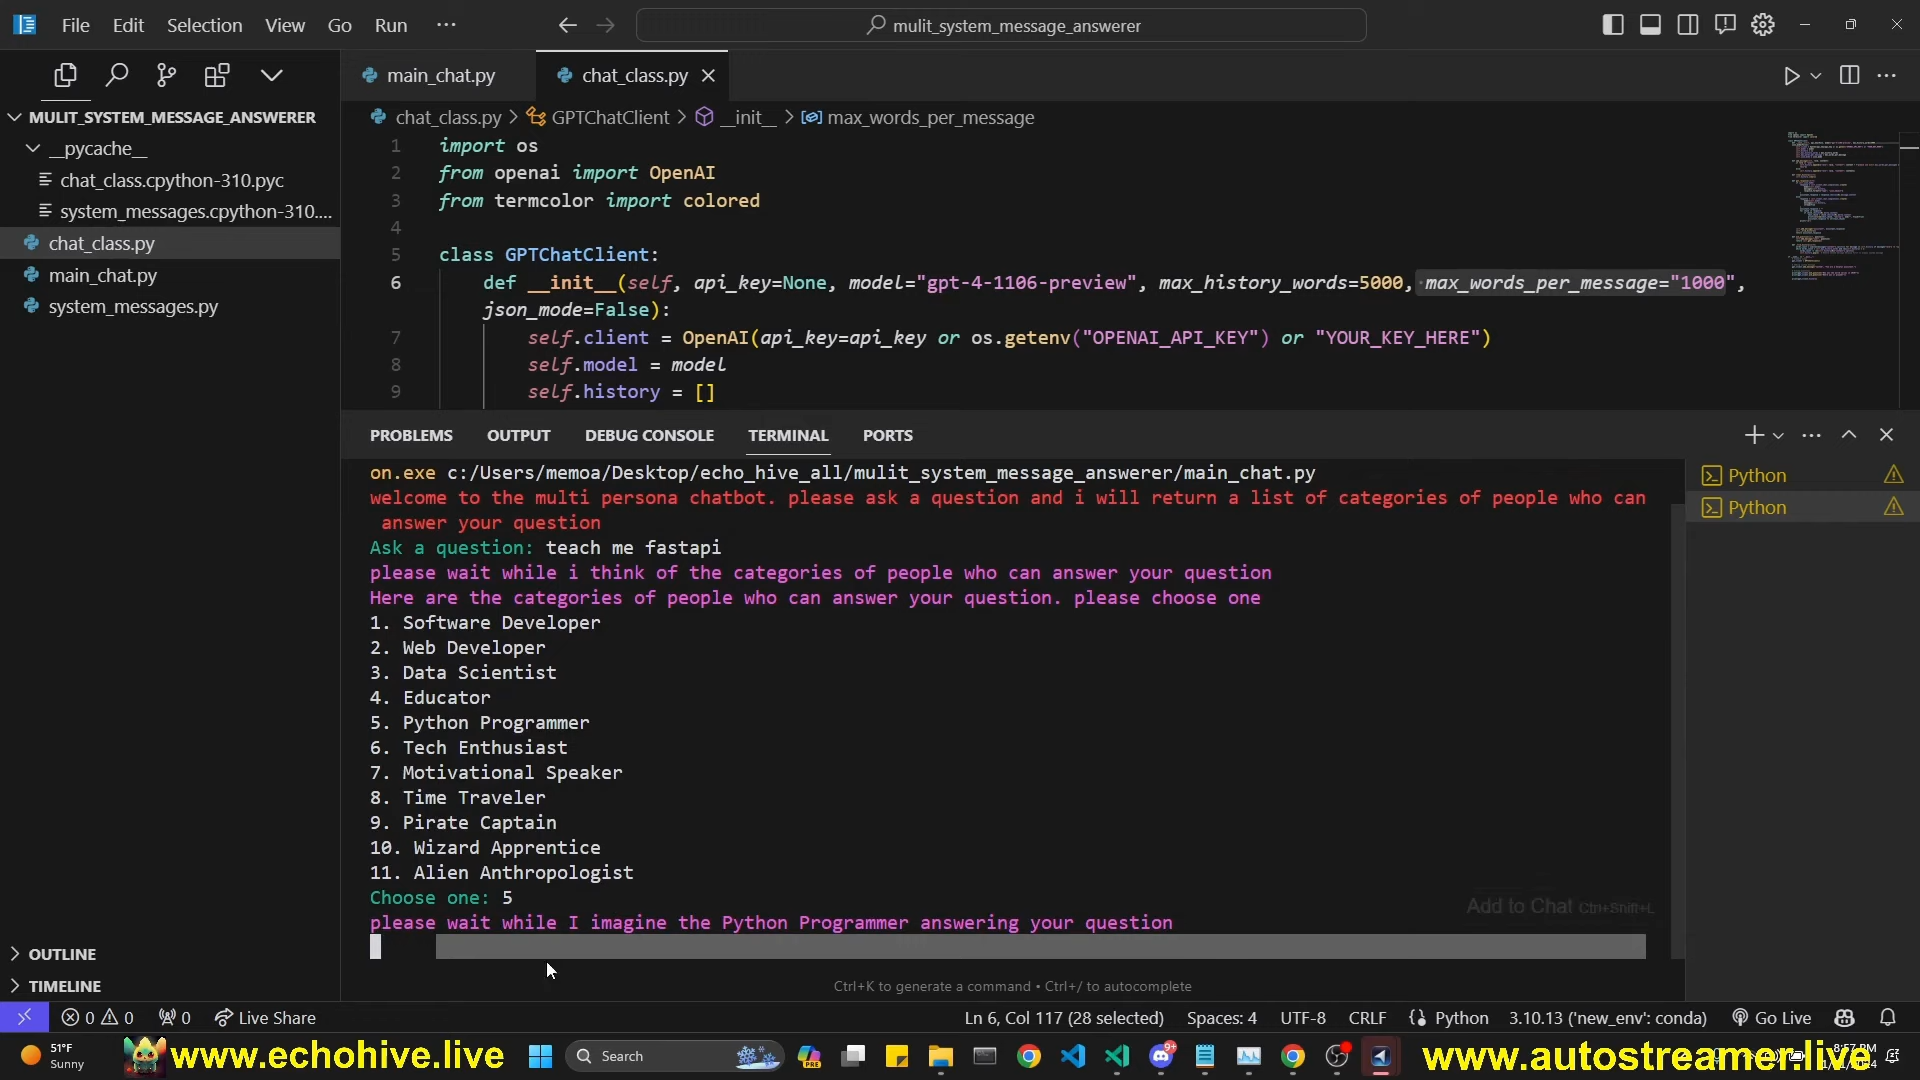 File Edit Selection View Go Run ···
mulit_system_message_answerer
MULIT_SYSTEM_MESSAGE_ANSWERER
__pycache__
chat_class.cpython-310.pyc
system_messages.cpython-310....
chat_class.py
main_chat.py
system_messages.py
OUTLINE
TIMELINE
main_chat.py chat_class.py
chat_class.py > GPTChatClient > __init__ > max_words_per_message
1 import os
2 from openai import OpenAI
3 from termcolor import colored
4
5 class GPTChatClient:
6 def __init__(self, api_key=None, model="gpt-4-1106-preview", max_history_words=5000, max_words_per_message="1000",
json_mode=False):
7 self.client = OpenAI(api_key=api_key or os.getenv("OPENAI_API_KEY") or "YOUR_KEY_HERE")
8 self.model = model
9 self.history = []
PROBLEMS OUTPUT DEBUG CONSOLE TERMINAL PORTS
on.exe c:/Users/memoa/Desktop/echo_hive_all/mulit_system_message_answerer/main_chat.py
welcome to the multi persona chatbot. please ask a question and i will return a list of categories of people who can
answer your question
Ask a question: teach me fastapi
please wait while i think of the categories of people who can answer your question
Here are the categories of people who can answer your question. please choose one
1. Software Developer
2. Web Developer
3. Data Scientist
4. Educator
5. Python Programmer
6. Tech Enthusiast
7. Motivational Speaker
8. Time Traveler
9. Pirate Captain
10. Wizard Apprentice
11. Alien Anthropologist
Choose one: 5
please wait while I imagine the Python Programmer answering your question
Add to Chat Ctrl+Shift+L
Ctrl+K to generate a command • Ctrl+/ to autocomplete
Python
Python
0 0 0 Live Share
Ln 6, Col 117 (28 selected) Spaces: 4 UTF-8 CRLF Python 3.10.13 ('new_env': conda) Go Live
51°F
Sunny
www.echohive.live
Search
PRE
9+
www.autostreamer.live
8:57 PM